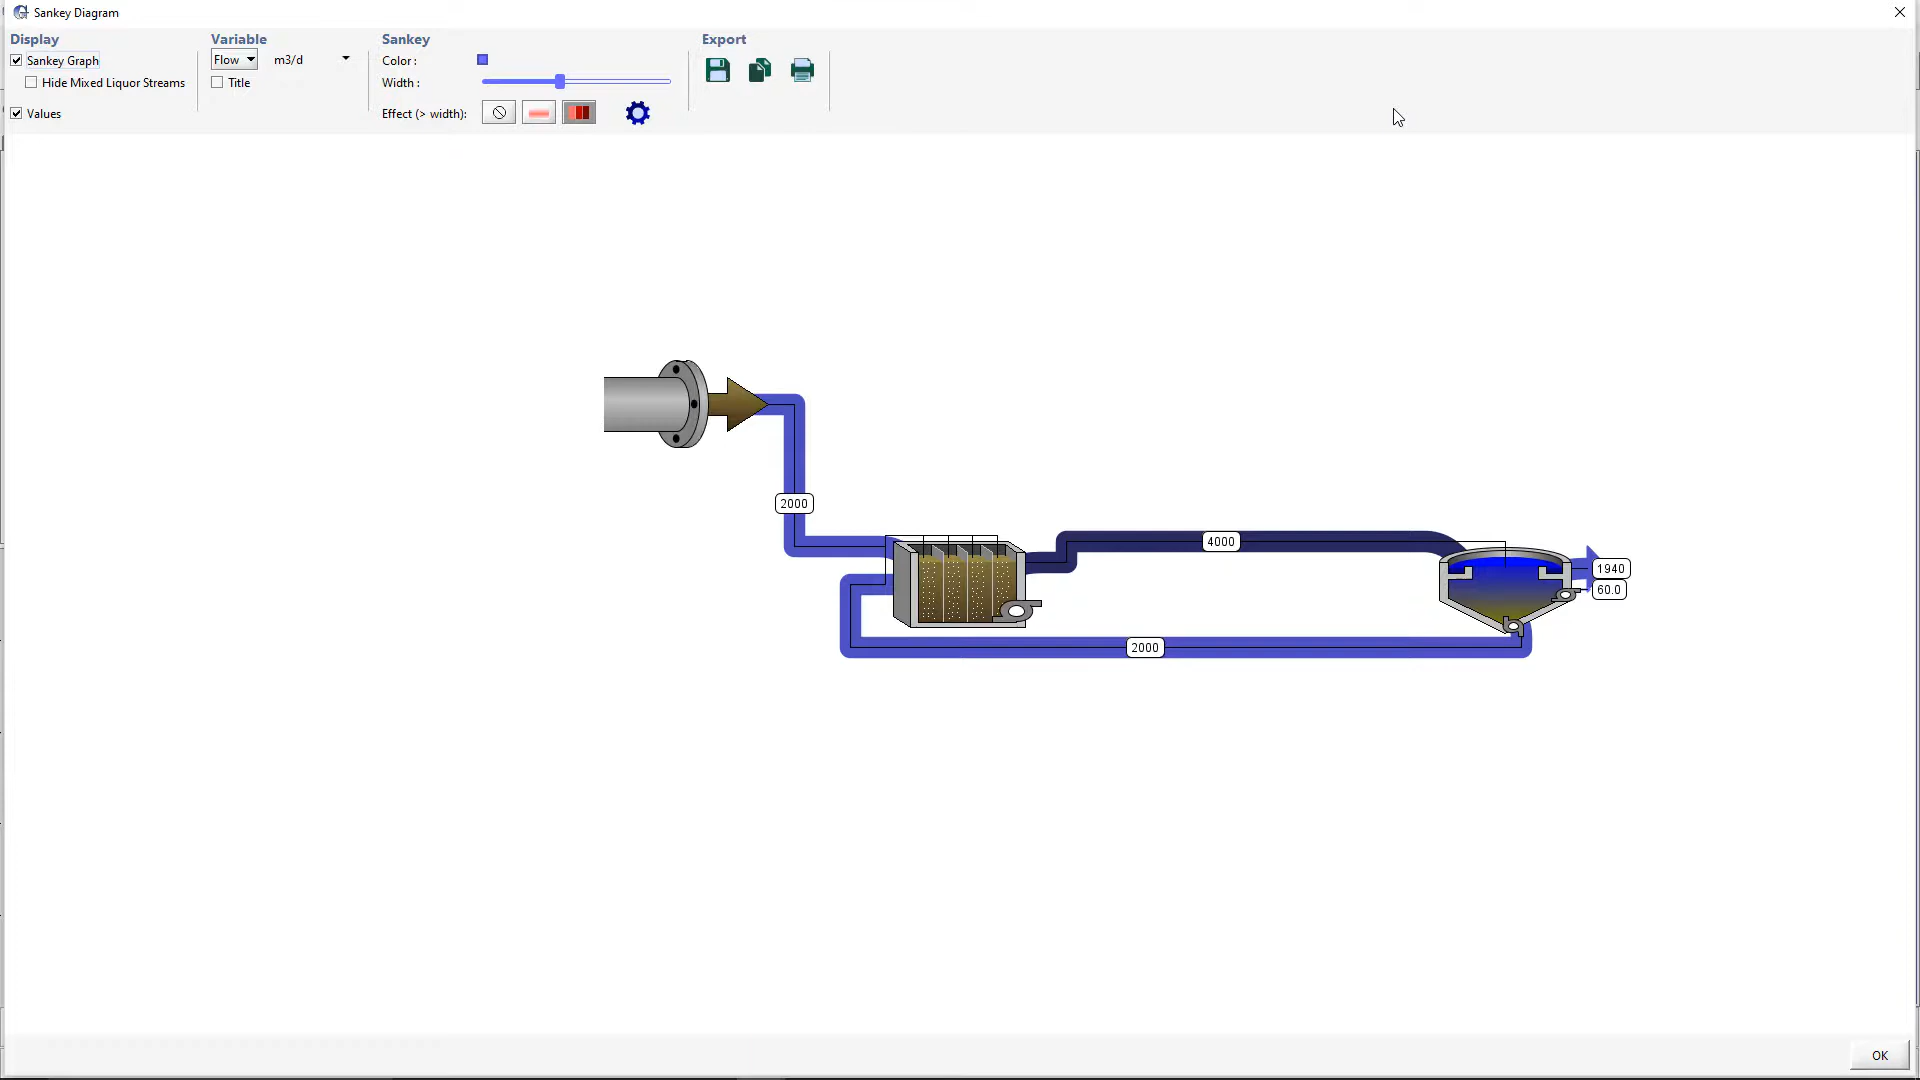 Sankey Diagram
Display
Variable
Sankey
Export
Sankey Graph
Flow
m3/d
Color :
Hide Mixed Liquor Streams
Title
Width :
Values
Effect (> width):
2000
4000
1940
60.0
2000
OK